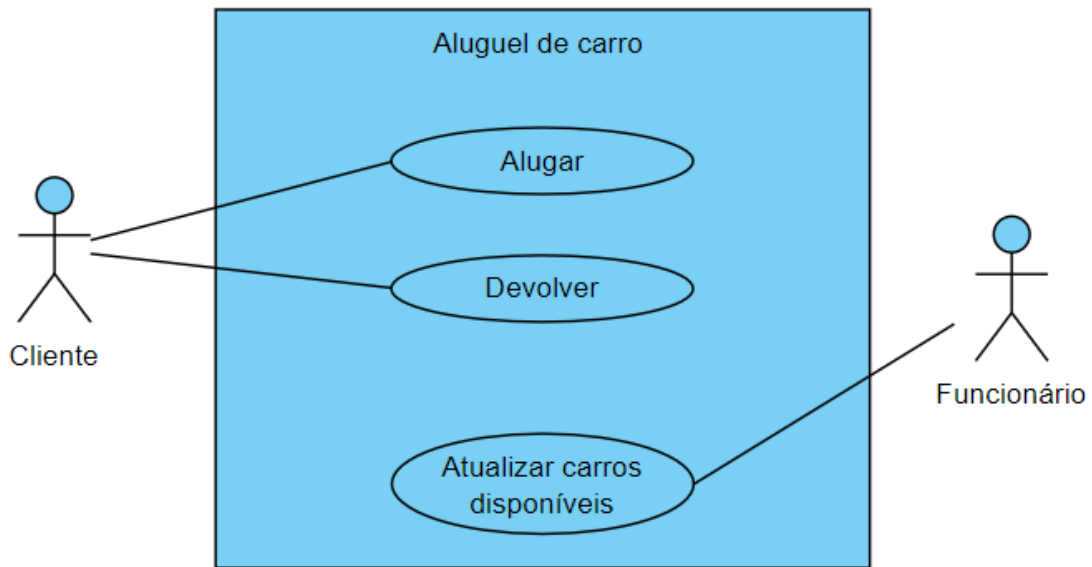 Aluguel de carro
Alugar
Devolver
Cliente
Funcionário
Atualizar carros
disponíveis